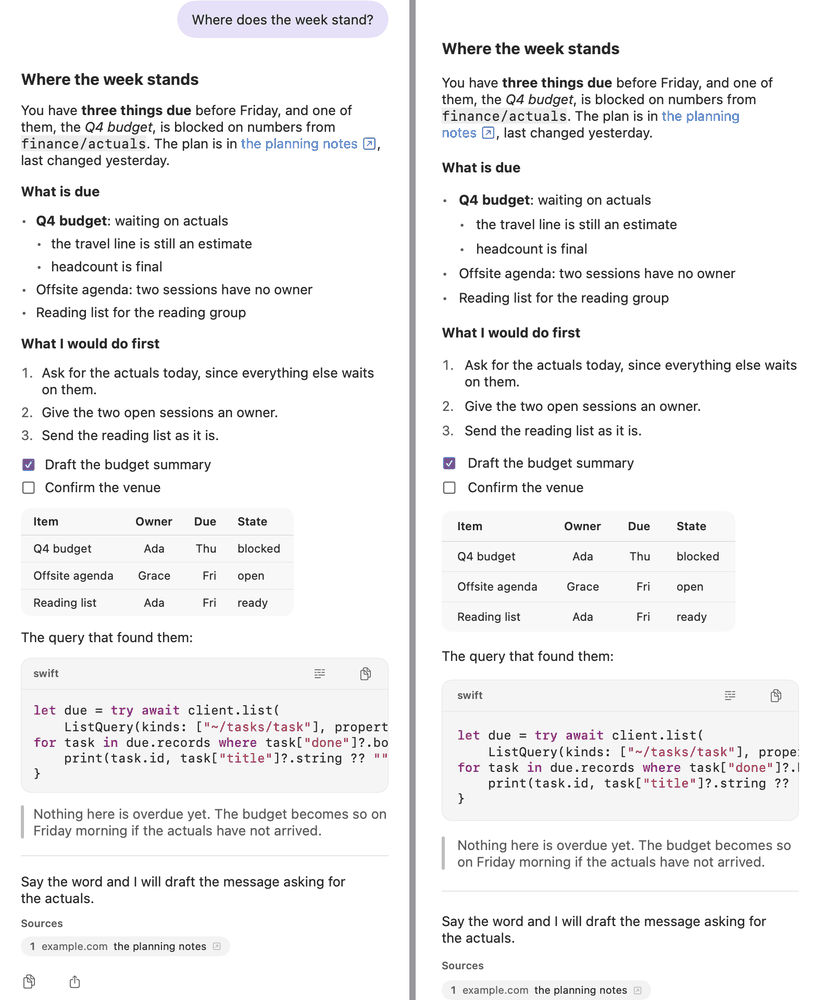 Where does the week stand?
Where the week stands
You have three things due before Friday, and one of
them, the Q4 budget, is blocked on numbers from
finance/actuals. The plan is in the planning notes,
last changed yesterday.
What is due
• Q4 budget: waiting on actuals
• the travel line is still an estimate
• headcount is final
• Offsite agenda: two sessions have no owner
• Reading list for the reading group
What I would do first
1. Ask for the actuals today, since everything else waits
on them.
2. Give the two open sessions an owner.
3. Send the reading list as it is.
Draft the budget summary
Confirm the venue
Item Owner Due State
Q4 budget Ada Thu blocked
Offsite agenda Grace Fri open
Reading list Ada Fri ready
The query that found them:
swift
let due = try await client.list(
    ListQuery(kinds: ["~/tasks/task"], propert
for task in due.records where task["done"]?.bo
    print(task.id, task["title"]?.string ?? ""
}
Nothing here is overdue yet. The budget becomes so on
Friday morning if the actuals have not arrived.
Say the word and I will draft the message asking for
the actuals.
Sources
1 example.com the planning notes
Where the week stands
You have three things due before Friday, and one of
them, the Q4 budget, is blocked on numbers from
finance/actuals. The plan is in the planning
notes, last changed yesterday.
What is due
• Q4 budget: waiting on actuals
• the travel line is still an estimate
• headcount is final
• Offsite agenda: two sessions have no owner
• Reading list for the reading group
What I would do first
1. Ask for the actuals today, since everything else waits
on them.
2. Give the two open sessions an owner.
3. Send the reading list as it is.
Draft the budget summary
Confirm the venue
Item Owner Due State
Q4 budget Ada Thu blocked
Offsite agenda Grace Fri open
Reading list Ada Fri ready
The query that found them:
swift
let due = try await client.list(
    ListQuery(kinds: ["~/tasks/task"], prope
for task in due.records where task["done"]?.
    print(task.id, task["title"]?.string ??
}
Nothing here is overdue yet. The budget becomes so
on Friday morning if the actuals have not arrived.
Say the word and I will draft the message asking for
the actuals.
Sources
1 example.com the planning notes